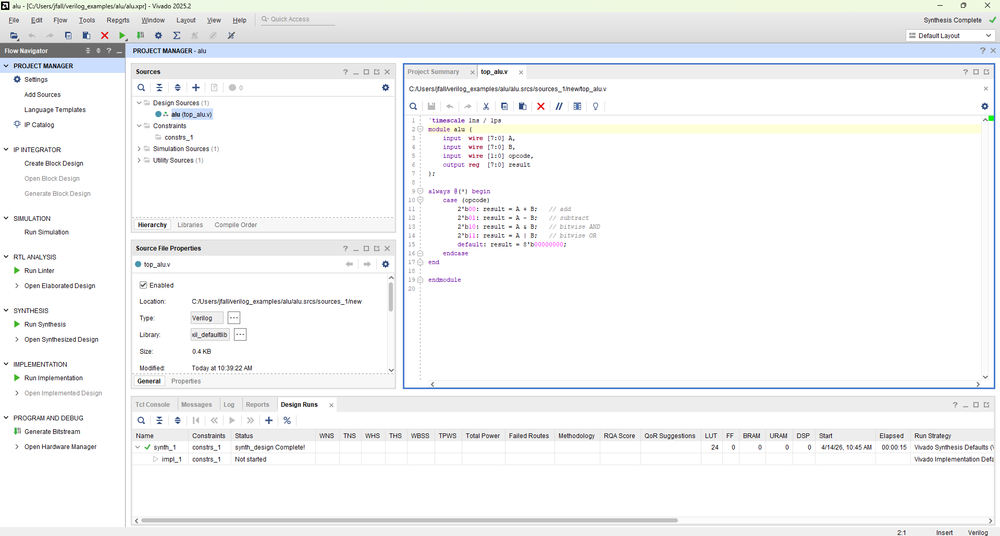 alu - [C:/Users/jfall/verilog_examples/alu/alu.xpr] - Vivado 2025.2
File Edit Flow Tools Reports Window Layout View Help Quick Access
Synthesis Complete
Default Layout
Flow Navigator
PROJECT MANAGER
Settings
Add Sources
Language Templates
IP Catalog
IP INTEGRATOR
Create Block Design
Open Block Design
Generate Block Design
SIMULATION
Run Simulation
RTL ANALYSIS
Run Linter
Open Elaborated Design
SYNTHESIS
Run Synthesis
Open Synthesized Design
IMPLEMENTATION
Run Implementation
Open Implemented Design
PROGRAM AND DEBUG
Generate Bitstream
Open Hardware Manager
PROJECT MANAGER - alu
Sources
0
Design Sources (1)
alu (top_alu.v)
Constraints
constrs_1
Simulation Sources (1)
Utility Sources (1)
Hierarchy Libraries Compile Order
Source File Properties
top_alu.v
Enabled
Location: C:/Users/jfall/verilog_examples/alu/alu.srcs/sources_1/new
Type: Verilog
Library: xil_defaultlib
Size: 0.4 KB
Modified: Today at 10:39:22 AM
General Properties
Project Summary top_alu.v
C:/Users/jfall/verilog_examples/alu/alu.srcs/sources_1/new/top_alu.v
1 `timescale 1ns / 1ps
2 module alu (
3 input wire [7:0] A,
4 input wire [7:0] B,
5 input wire [1:0] opcode,
6 output reg [7:0] result
7 );
8
9 always @(*) begin
10 case (opcode)
11 2'b00: result = A + B; // add
12 2'b01: result = A - B; // subtract
13 2'b10: result = A & B; // bitwise AND
14 2'b11: result = A | B; // bitwise OR
15 default: result = 8'b00000000;
16 endcase
17 end
18
19 endmodule
20
Tcl Console Messages Log Reports Design Runs
Name Constraints Status WNS TNS WHS THS WBSS TPWS Total Power Failed Routes Methodology RQA Score QoR Suggestions LUT FF BRAM URAM DSP Start Elapsed Run Strategy
synth_1 constrs_1 synth_design Complete! 24 0 0 0 0 4/14/26, 10:45 AM 00:00:15 Vivado Synthesis Defaults (
impl_1 constrs_1 Not started Vivado Implementation Defa
2:1 Insert Verilog